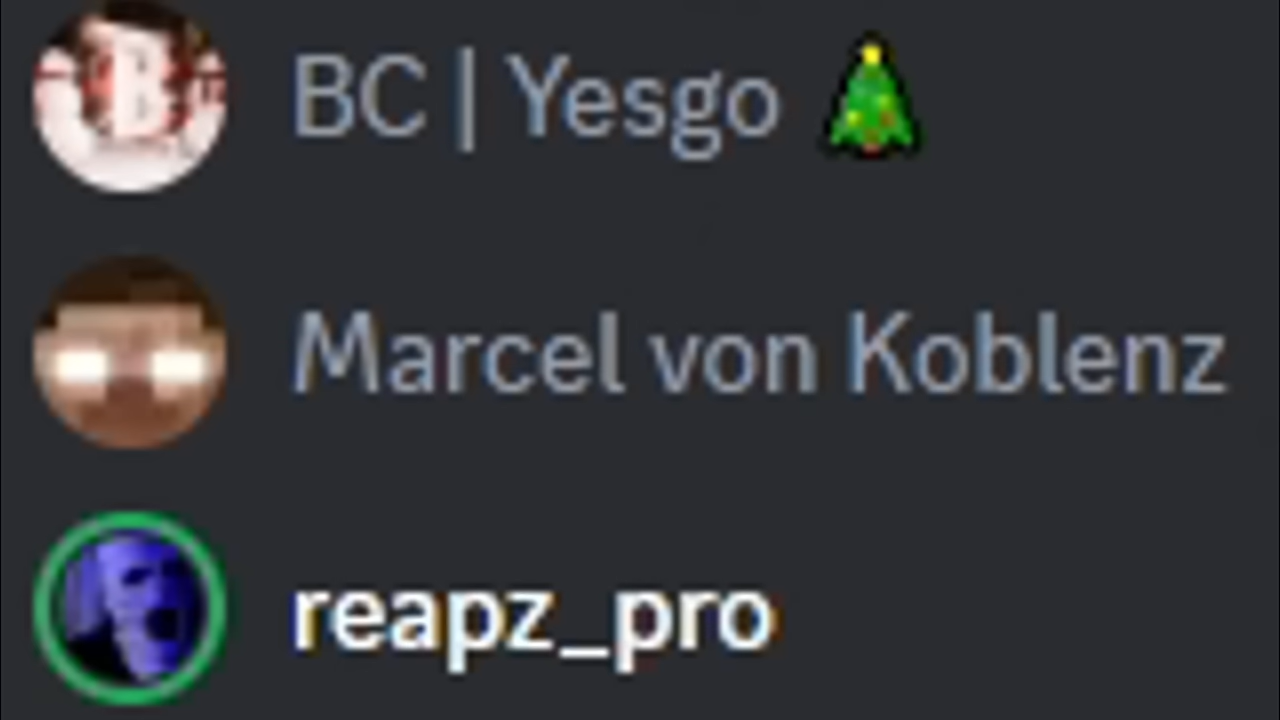 BC | Yesgo 🎄
Marcel von Koblenz
reapz_pro